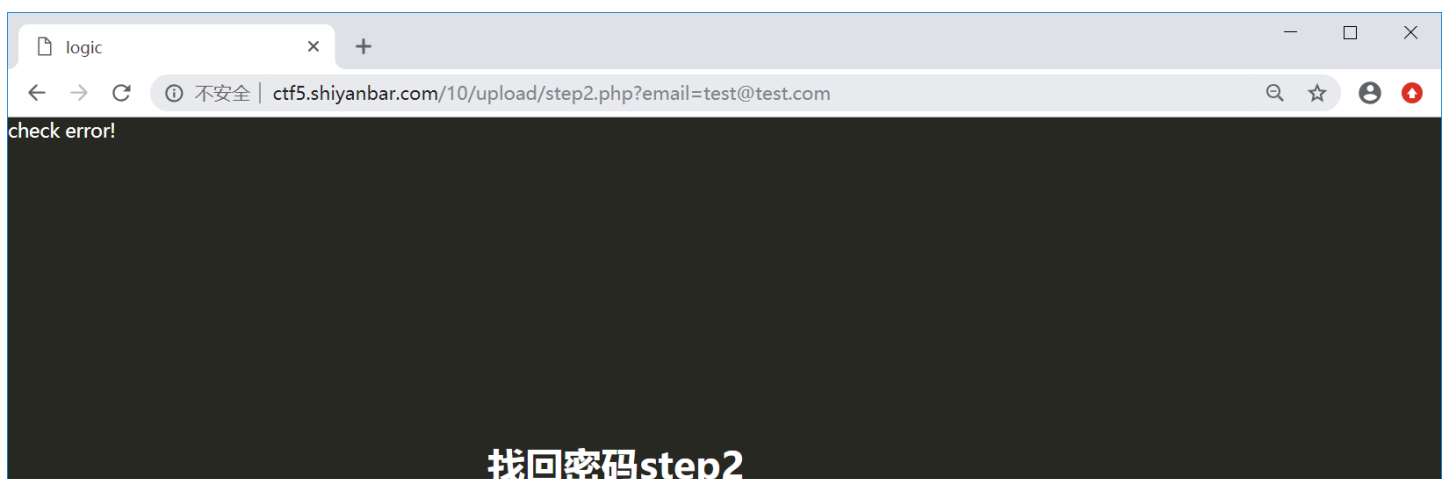 logic
不安全 | ctf5.shiyanbar.com/10/upload/step2.php?email=test@test.com
check error!
找回密码step2